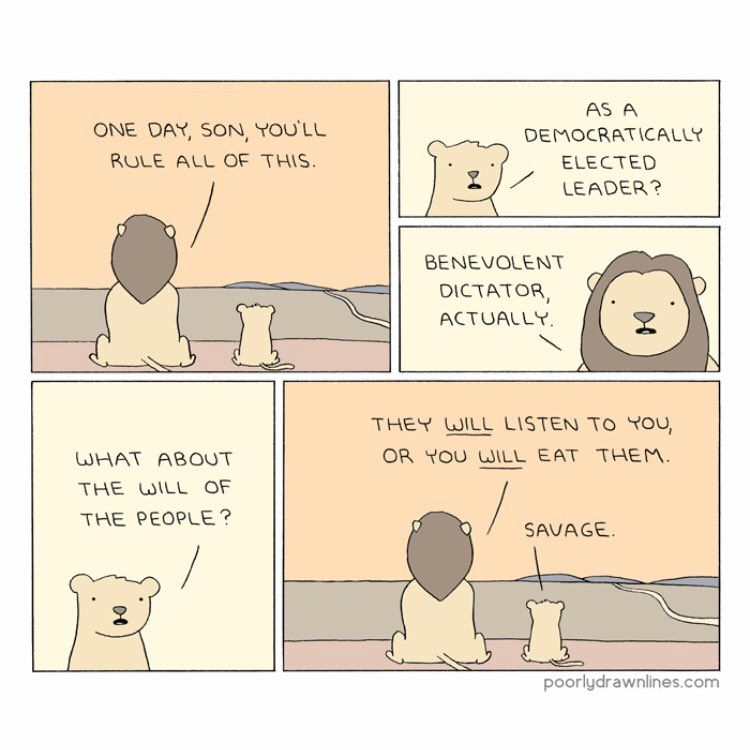 ONE DAY, SON, YOU'LL
RULE ALL OF THIS.
AS A
DEMOCRATICALLY
ELECTED
LEADER?
BENEVOLENT
DICTATOR,
ACTUALLY.
WHAT ABOUT
THE WILL OF
THE PEOPLE?
THEY WILL LISTEN TO YOU,
OR YOU WILL EAT THEM.
SAVAGE.
poorlydrawnlines.com